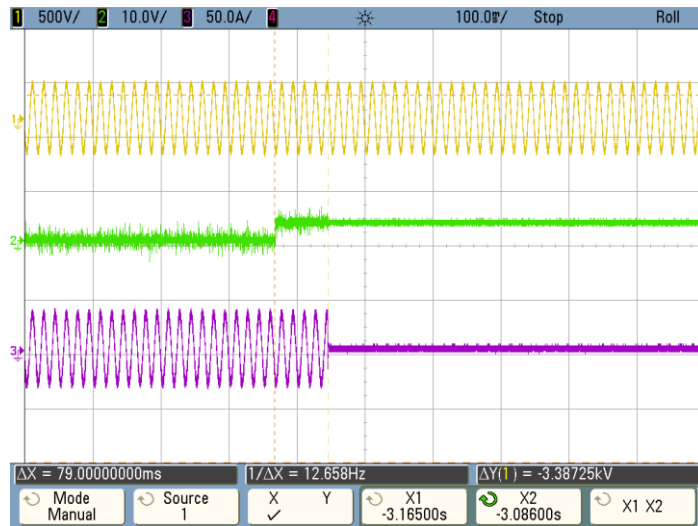 1 500V/ 2 10.0V/ 3 50.0A/ 4 100.0m/ Stop Roll
1
2
3
ΔX = 79.00000000ms 1/ΔX = 12.658Hz ΔY(1) = -3.38725kV
Mode Source X Y X1 X2 X1 X2
Manual 1 ✓ -3.16500s -3.08600s